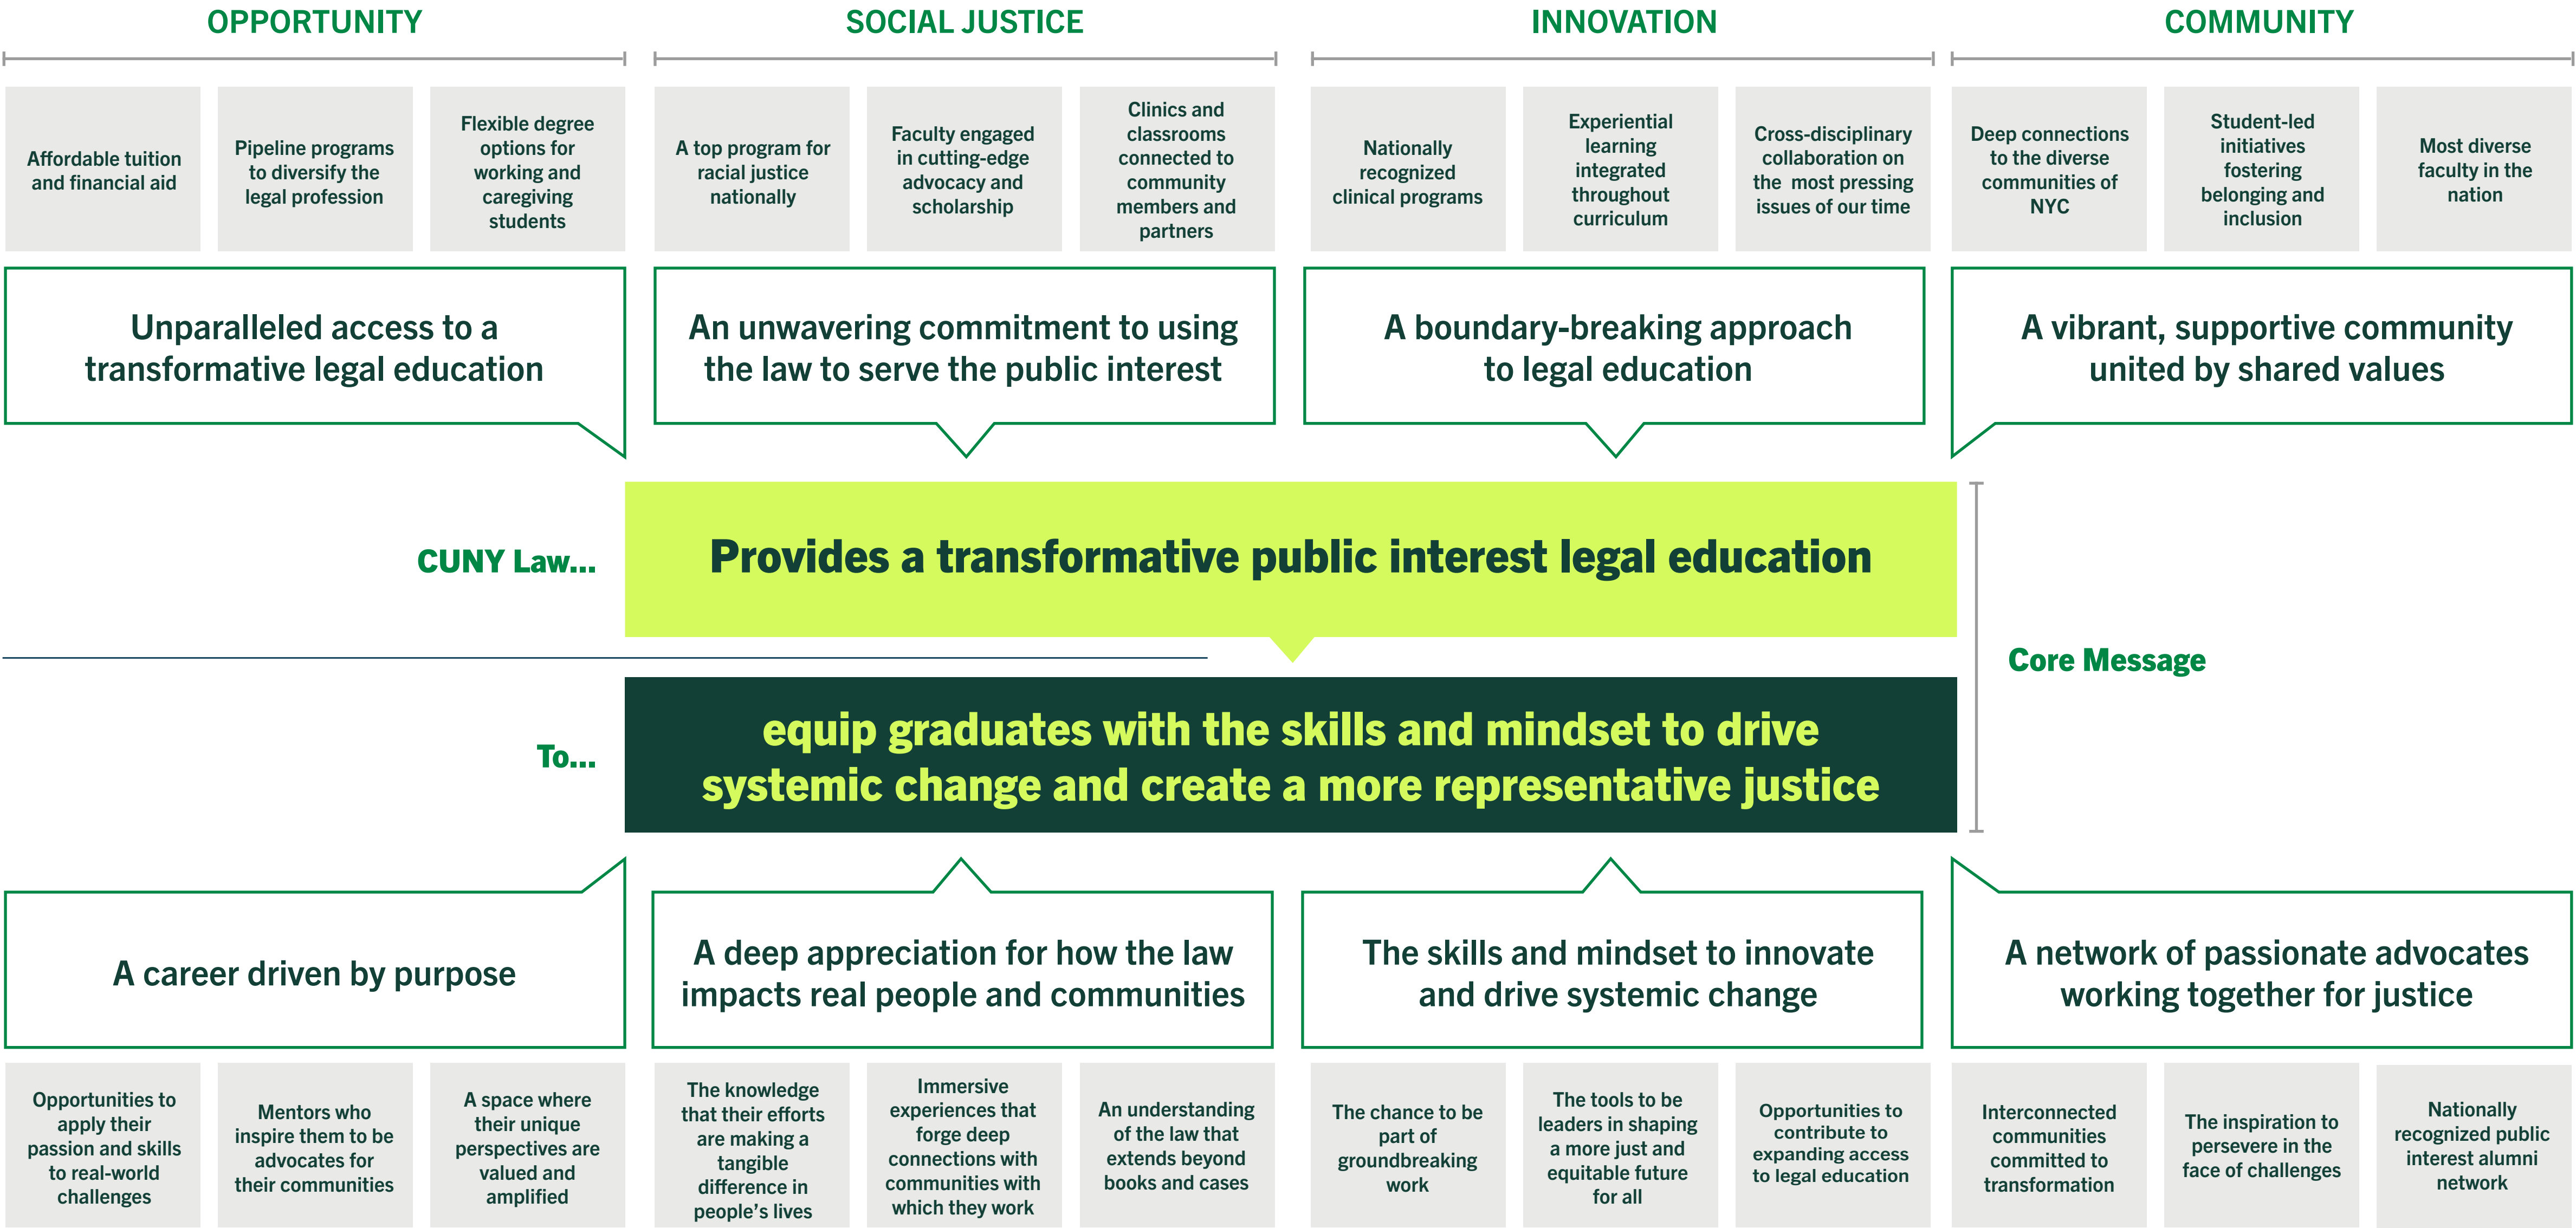 OPPORTUNITY
SOCIAL JUSTICE
INNOVATION
COMMUNITY
Affordable tuition
and financial aid
Pipeline programs
to diversify the
legal profession
Flexible degree
options for
working and
caregiving
students
A top program for
racial justice
nationally
Faculty engaged
in cutting-edge
advocacy and
scholarship
Clinics and
classrooms
connected to
community
members and
partners
Nationally
recognized
clinical programs
Experiential
learning
integrated
throughout
curriculum
Cross-disciplinary
collaboration on
the most pressing
issues of our time
Deep connections
to the diverse
communities of
NYC
Student-led
initiatives
fostering
belonging and
inclusion
Most diverse
faculty in the
nation
Unparalleled access to a
transformative legal education
An unwavering commitment to using
the law to serve the public interest
A boundary-breaking approach
to legal education
A vibrant, supportive community
united by shared values
CUNY Law...
Provides a transformative public interest legal education
Core Message
To...
equip graduates with the skills and mindset to drive
systemic change and create a more representative justice
A career driven by purpose
A deep appreciation for how the law
impacts real people and communities
The skills and mindset to innovate
and drive systemic change
A network of passionate advocates
working together for justice
Opportunities to
apply their
passion and skills
to real-world
challenges
Mentors who
inspire them to be
advocates for
their communities
A space where
their unique
perspectives are
valued and
amplified
The knowledge
that their efforts
are making a
tangible
difference in
people’s lives
Immersive
experiences that
forge deep
connections with
communities with
which they work
An understanding
of the law that
extends beyond
books and cases
The chance to be
part of
groundbreaking
work
The tools to be
leaders in shaping
a more just and
equitable future
for all
Opportunities to
contribute to
expanding access
to legal education
Interconnected
communities
committed to
transformation
The inspiration to
persevere in the
face of challenges
Nationally
recognized public
interest alumni
network